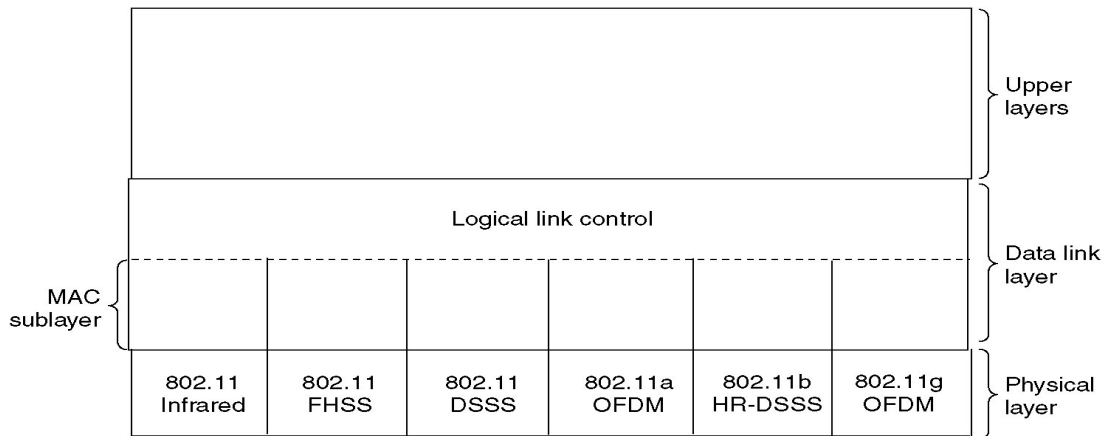 Upper
layers
Logical link control
Data link
layer
MAC
sublayer
802.11
Infrared
802.11
FHSS
802.11
DSSS
802.11a
OFDM
802.11b
HR-DSSS
802.11g
OFDM
Physical
layer